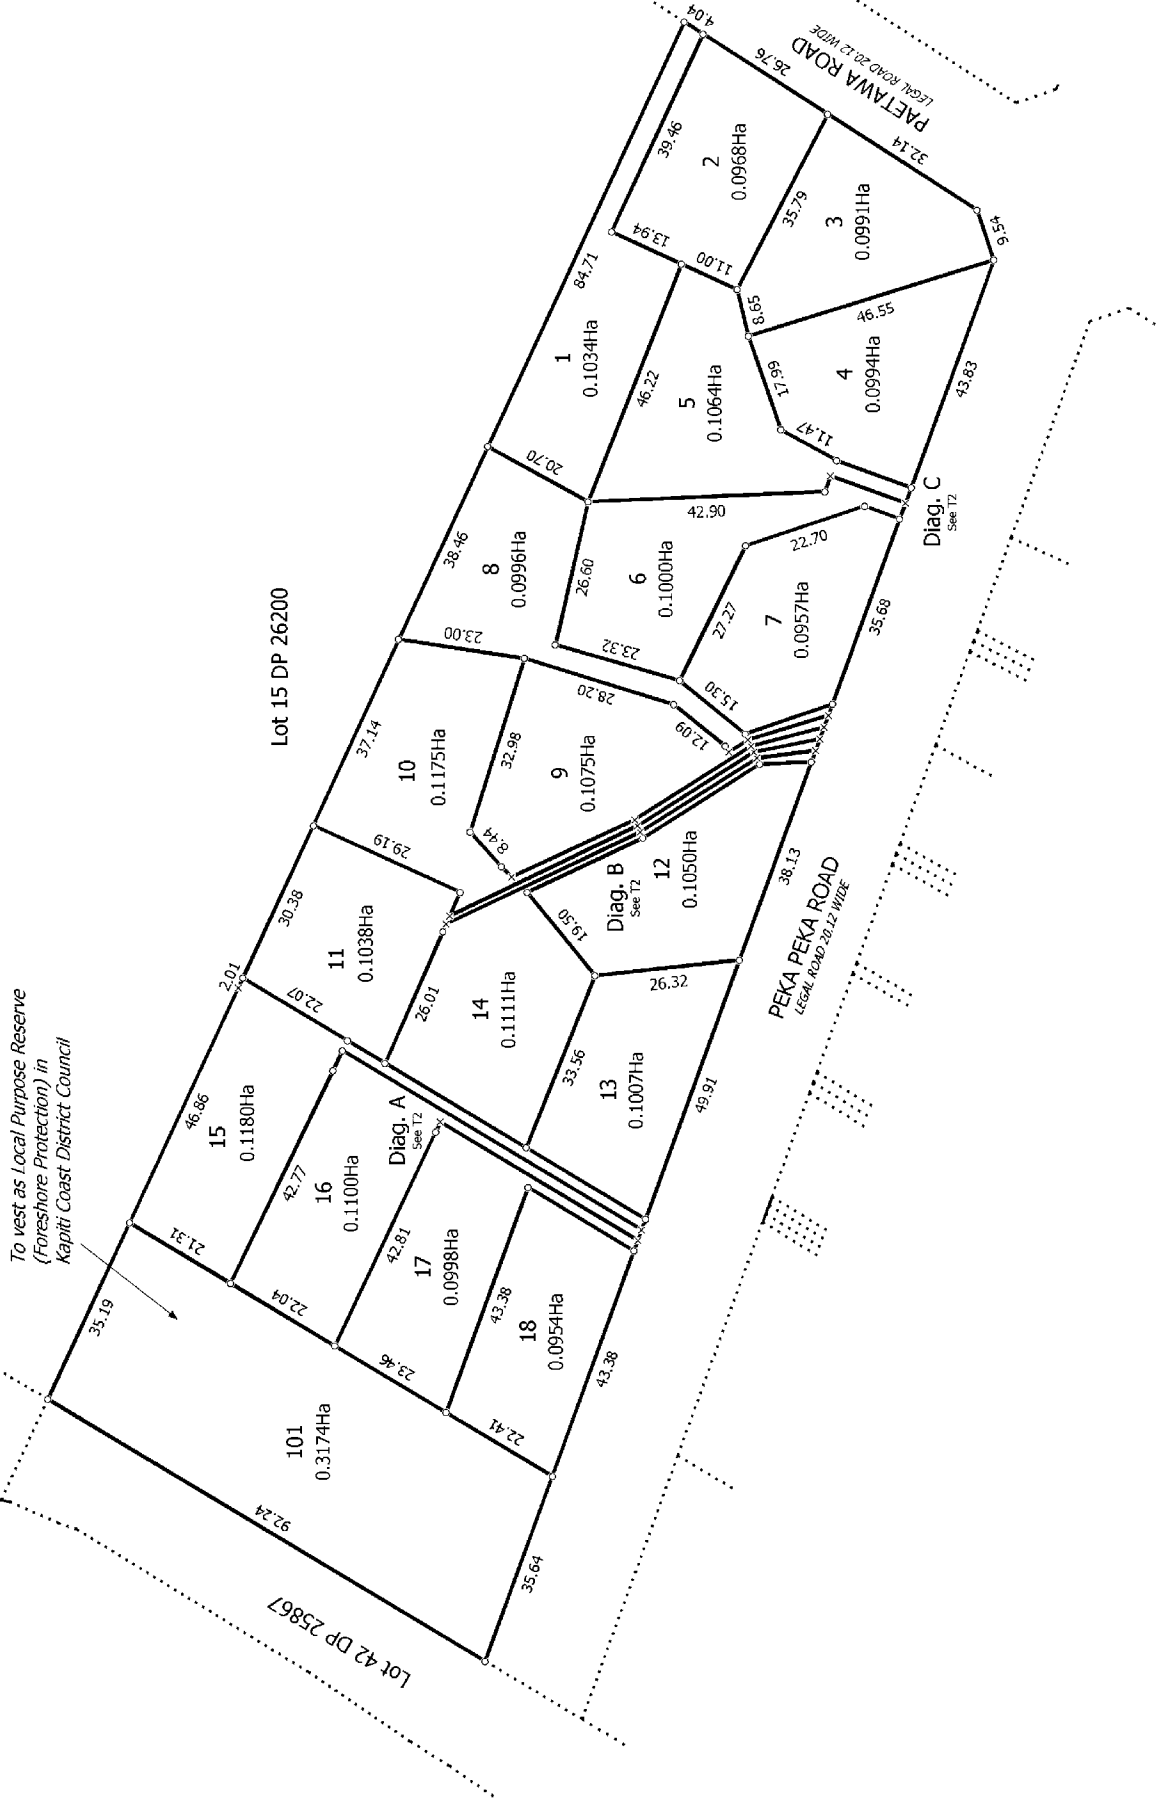 To vest as Local Purpose Reserve
(Foreshore Protection) in
Kapiti Coast District Council
Lot 15 DP 26200
Lot 42 DP 25867
PAETAWA ROAD
LEGAL ROAD 20.12 WIDE
PEKA PEKA ROAD
LEGAL ROAD 20.12 WIDE
4.04
26.76
39.46
2
0.0968Ha
13.94
84.71
35.79
32.14
3
0.0991Ha
11.00
9.54
1
0.1034Ha
8.65
46.55
46.22
17.99
4
0.0994Ha
43.83
5
0.1064Ha
11.47
20.70
42.90
Diag. C
See T2
38.46
8
0.0996Ha
26.60
6
0.1000Ha
22.70
27.27
7
0.0957Ha
35.68
23.00
23.32
15.30
28.20
12.09
37.14
10
0.1175Ha
32.98
9
0.1075Ha
8.44
29.19
12
0.1050Ha
Diag. B
See T2
38.13
30.38
11
0.1038Ha
19.50
26.32
2.01
22.07
26.01
14
0.1111Ha
33.56
13
0.1007Ha
49.91
46.86
15
0.1180Ha
Diag. A
See T2
42.77
16
0.1100Ha
42.81
21.31
22.04
17
0.0998Ha
43.38
18
0.0954Ha
43.38
23.46
22.41
35.19
101
0.3174Ha
92.24
35.64